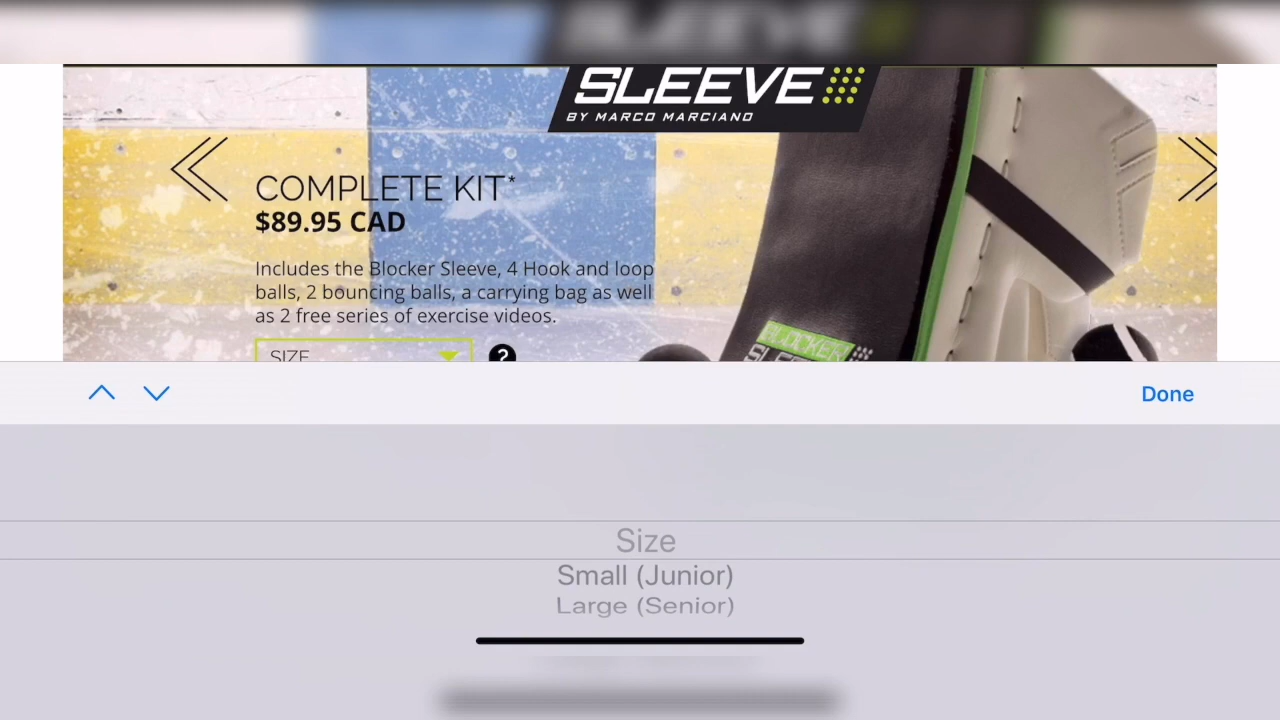 SLEEVE
BY MARCO MARCIANO
COMPLETE KIT*
$89.95 CAD
Includes the Blocker Sleeve, 4 Hook and loop
balls, 2 bouncing balls, a carrying bag as well
as 2 free series of exercise videos.
SIZE
?
BLOCKER
Done
Size
Small (Junior)
Large (Senior)